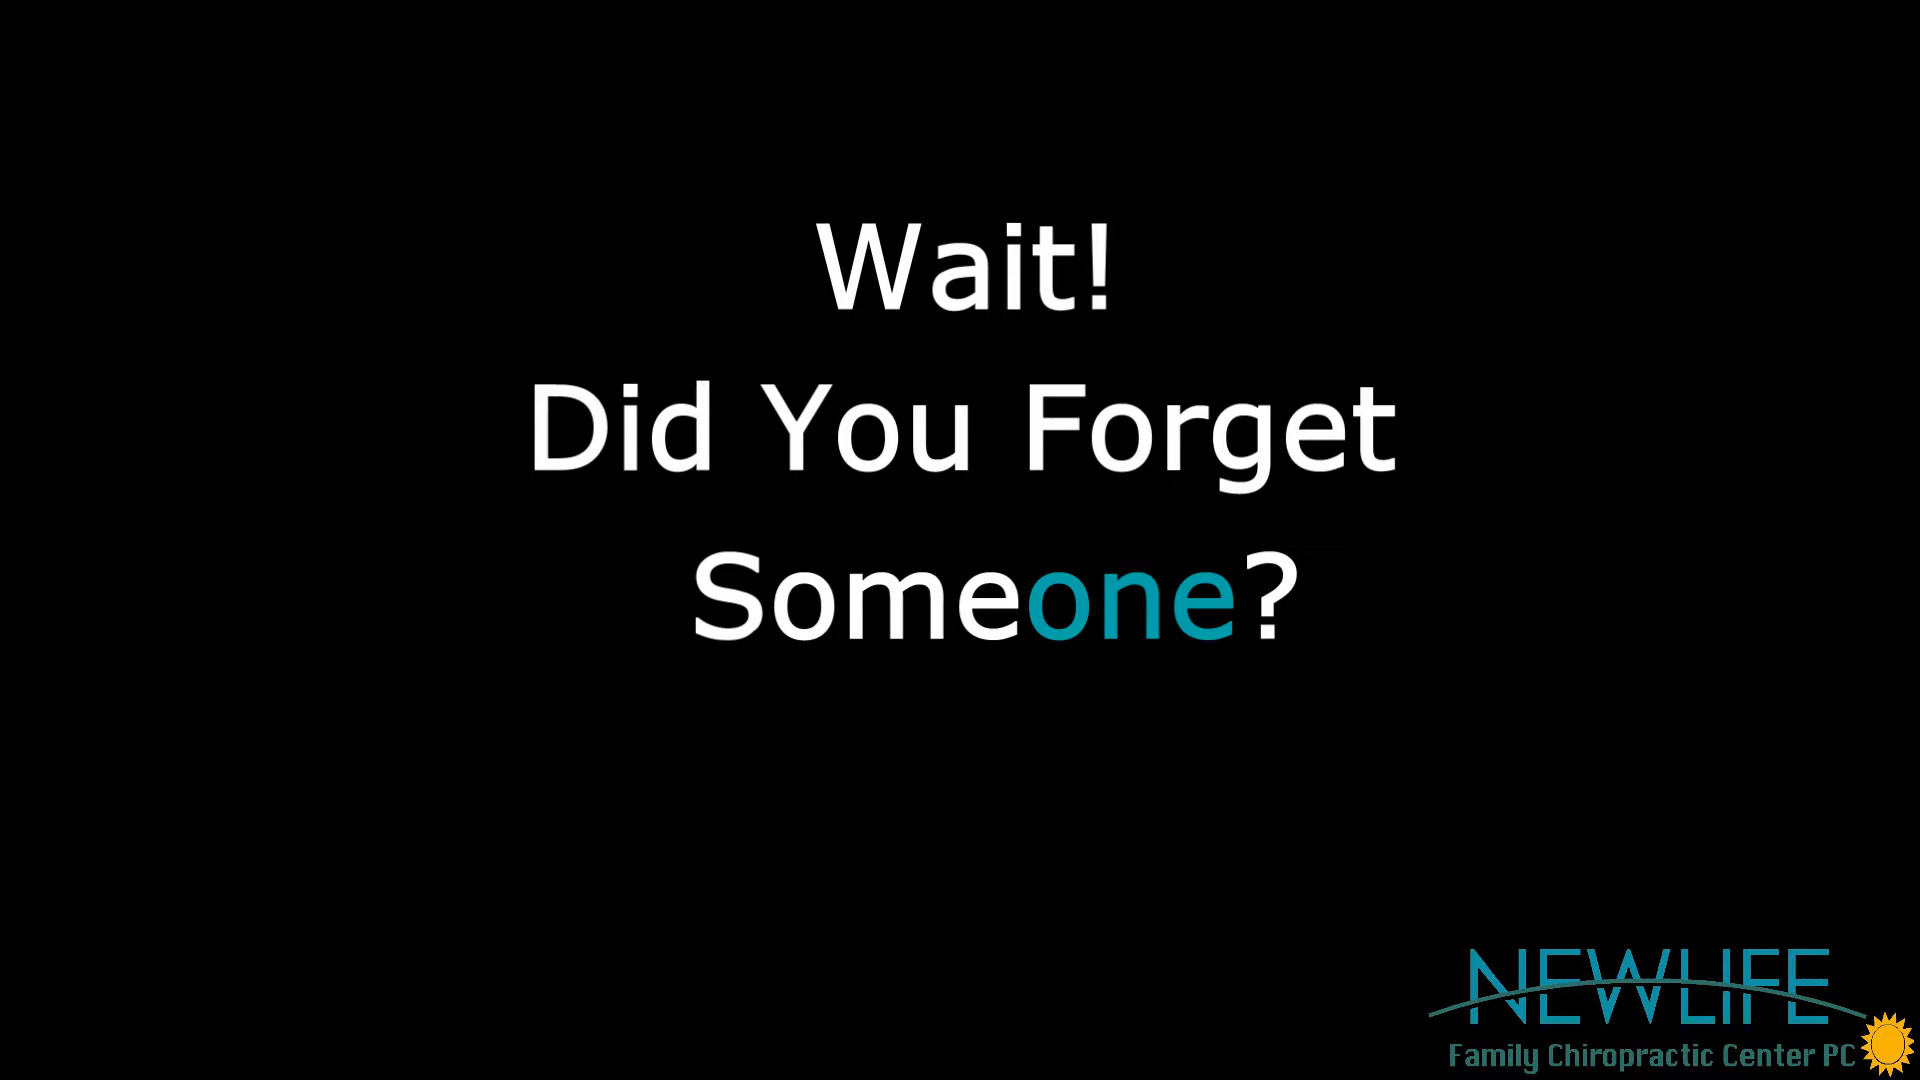 Wait!
Did You Forget
Someone?
NEWLIFE
Family Chiropractic Center PC